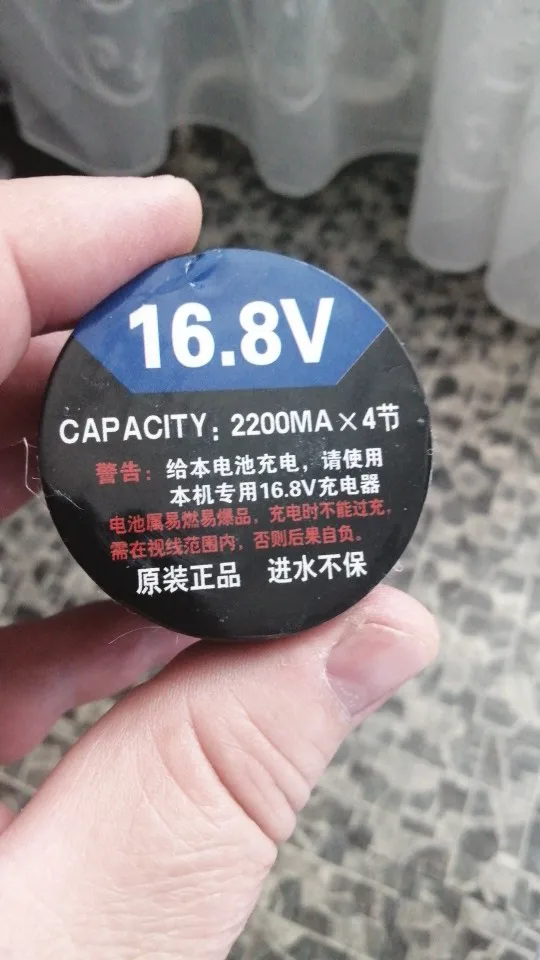 16.8V
CAPACITY: 2200MA×4节
警告: 给本电池充电，请使用
本机专用16.8V充电器
电池属易燃易爆品，充电时不能过充，
需在视线范围内，否则后果自负。
原装正品 进水不保